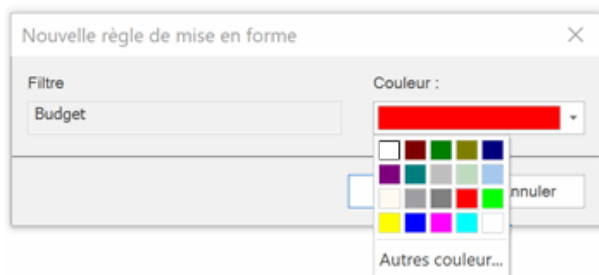 Nouvelle règle de mise en forme
Filtre
Couleur :
Budget
nnuler
Autres couleur...